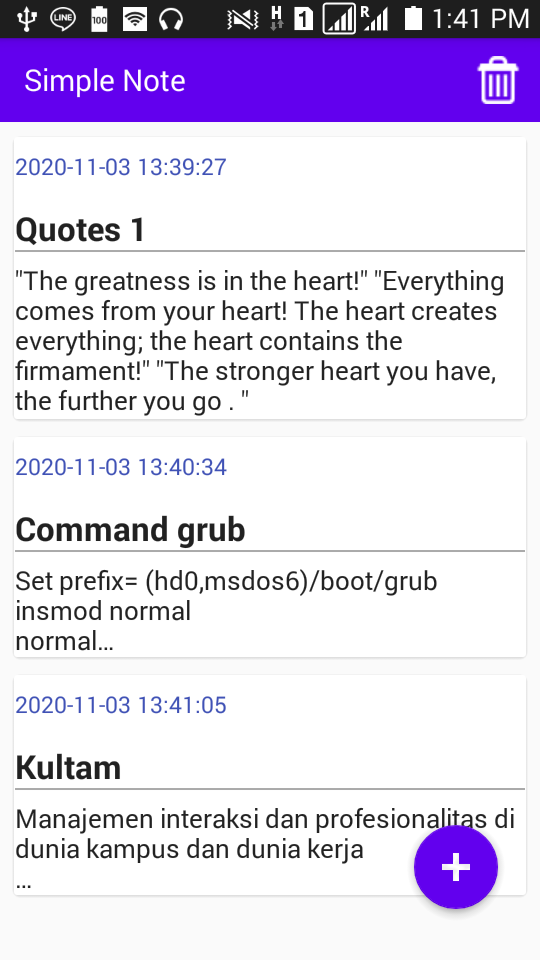 LINE 100 H 1 R 1:41 PM
Simple Note
2020-11-03 13:39:27
Quotes 1
"The greatness is in the heart!" "Everything
comes from your heart! The heart creates
everything; the heart contains the
firmament!" "The stronger heart you have,
the further you go . "
2020-11-03 13:40:34
Command grub
Set prefix= (hd0,msdos6)/boot/grub
insmod normal
normal…
2020-11-03 13:41:05
Kultam
Manajemen interaksi dan profesionalitas di
dunia kampus dan dunia kerja
…